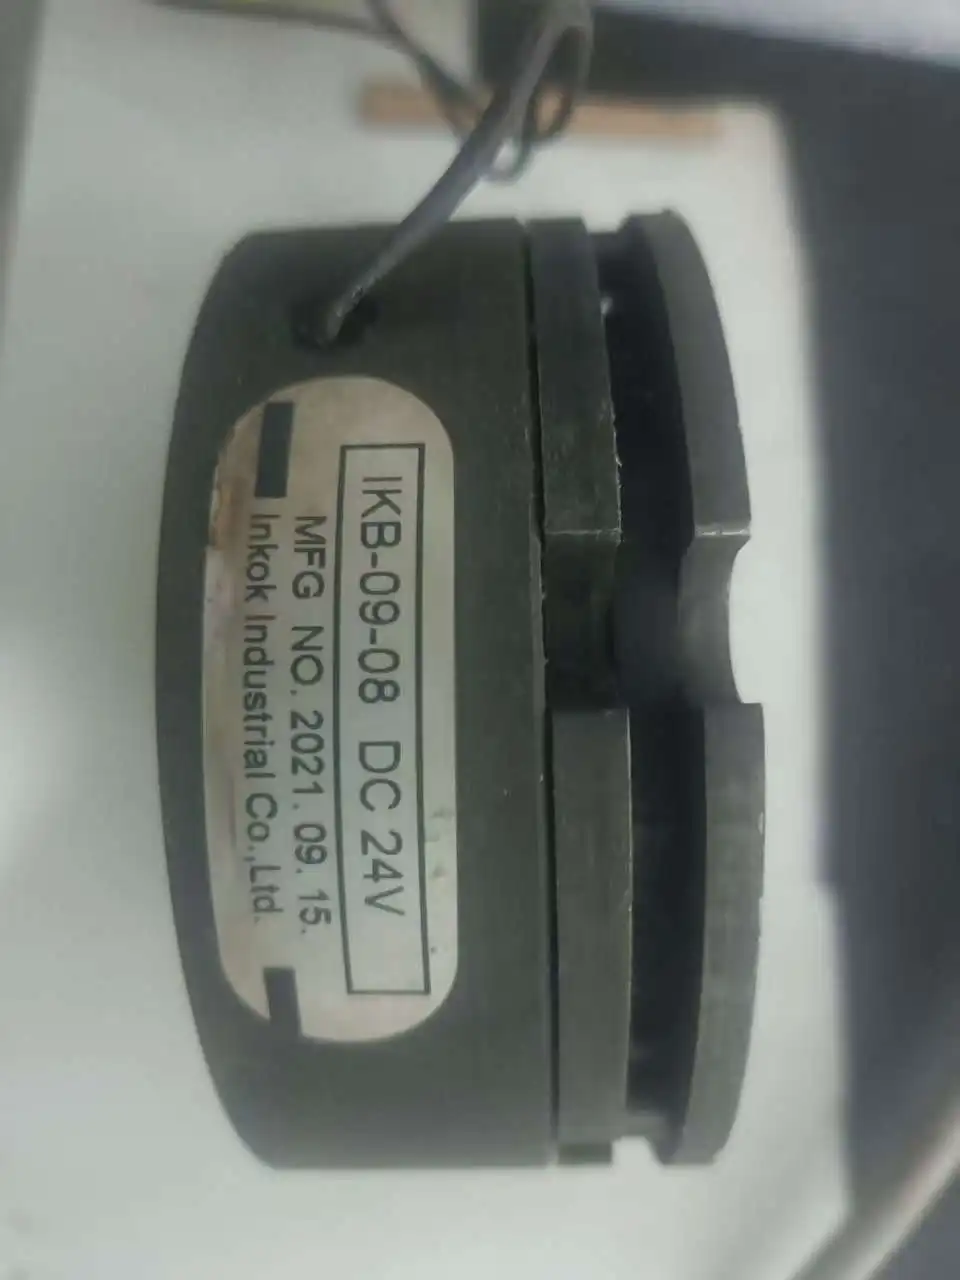 IKB-09-08 DC 24V
MFG NO. 2021. 09. 15.
Inkok Industrial Co.,Ltd.